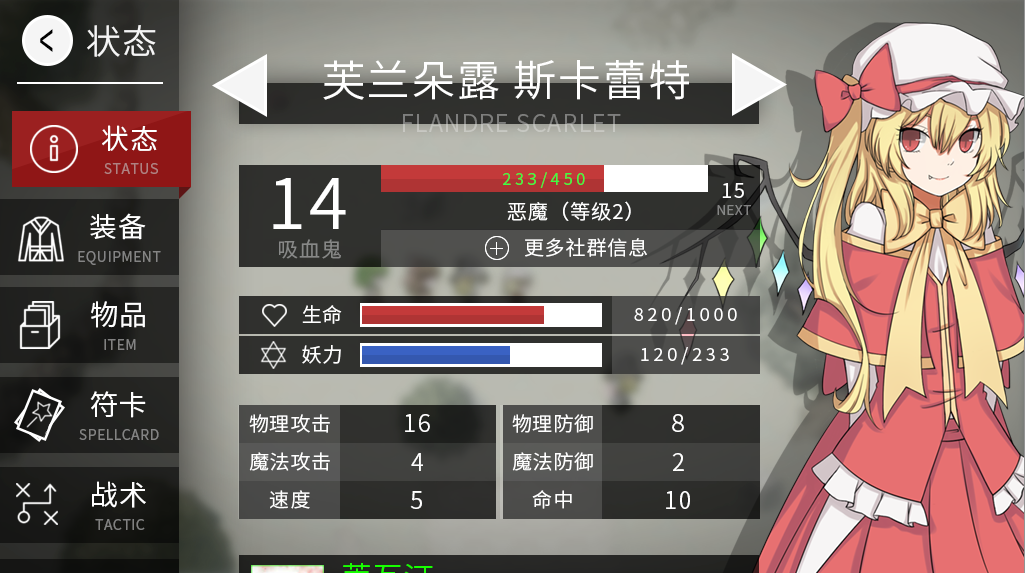 状态
状态
STATUS
装备
EQUIPMENT
物品
ITEM
符卡
SPELLCARD
战术
TACTIC
芙兰朵露 斯卡蕾特
FLANDRE SCARLET
14
吸血鬼
233/450
15
NEXT
恶魔（等级2）
更多社群信息
生命 820/1000
妖力 120/233
物理攻击 16 物理防御 8
魔法攻击 4 魔法防御 2
速度 5 命中 10